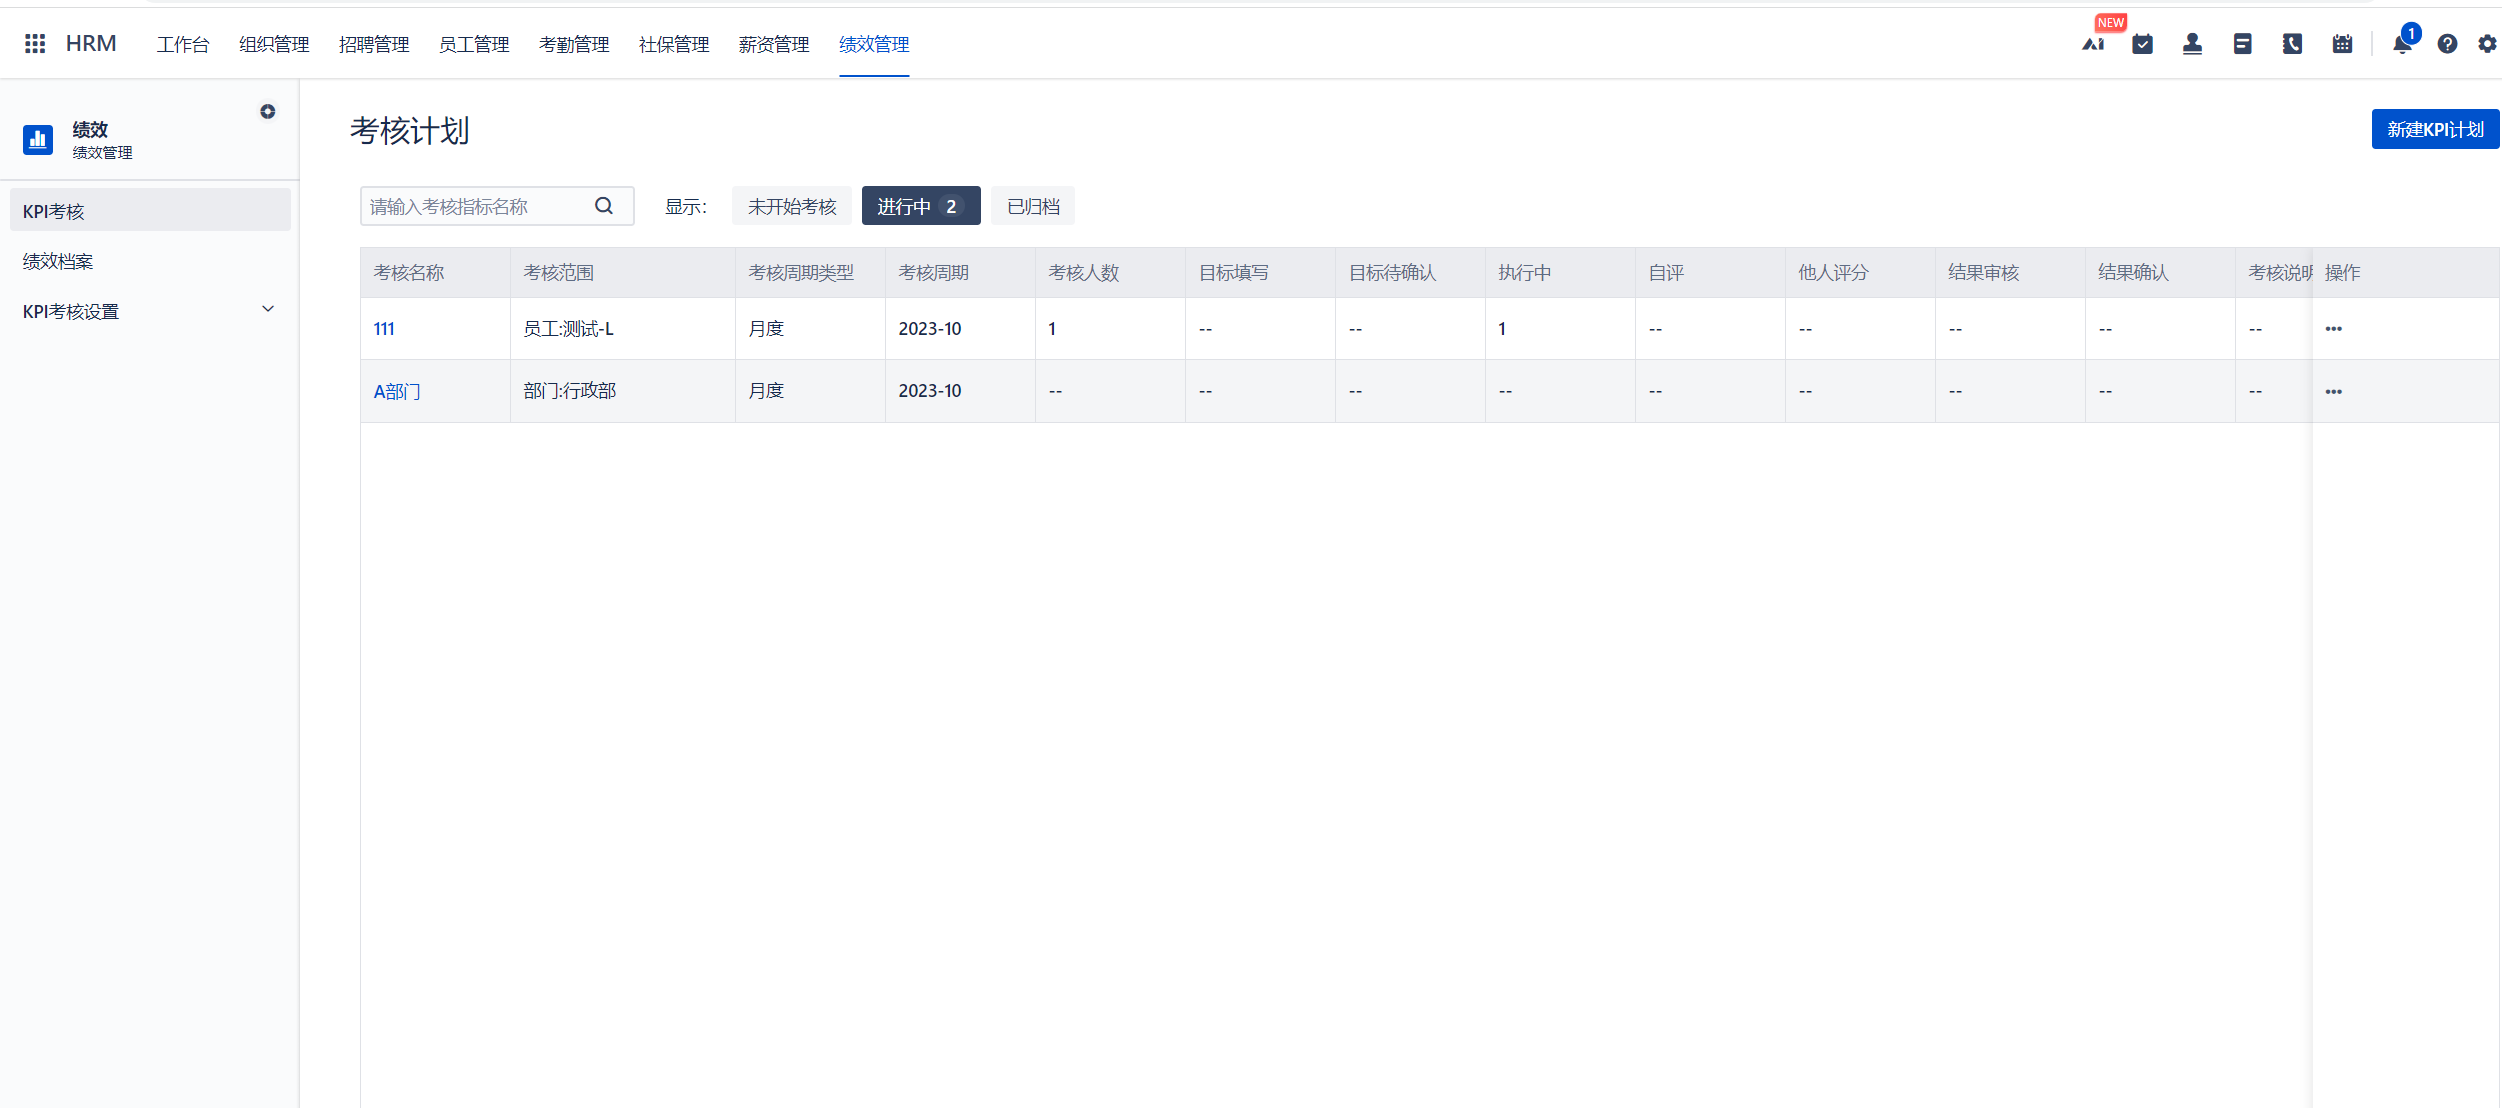 NEW
HRM 工作台 组织管理 招聘管理 员工管理 考勤管理 社保管理 薪资管理 绩效管理 1
绩效
绩效管理
KPI考核
绩效档案
KPI考核设置
考核计划 新建KPI计划
请输入考核指标名称 显示: 未开始考核 进行中 2 已归档
考核名称 考核范围 考核周期类型 考核周期 考核人数 目标填写 目标待确认 执行中 自评 他人评分 结果审核 结果确认 考核说明 操作
111 员工:测试-L 月度 2023-10 1 -- -- 1 -- -- -- -- -- •••
A部门 部门:行政部 月度 2023-10 -- -- -- -- -- -- -- -- -- •••